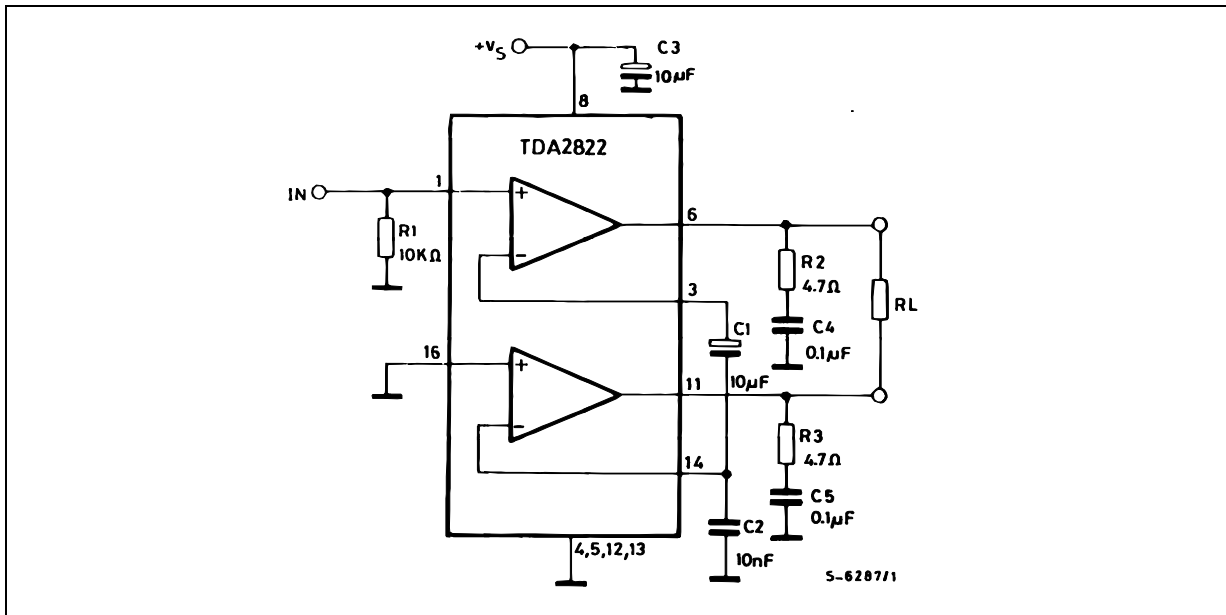 +VS
C3
10µF
8
TDA2822
IN
1
R1
10KΩ
6
R2
4.7Ω
C4
0.1µF
RL
3
C1
10µF
16
11
R3
4.7Ω
C5
0.1µF
14
C2
10nF
4,5,12,13
S-6287/1